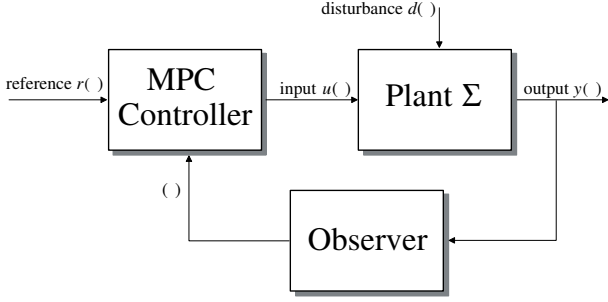 disturbance d( )
reference r( )
MPC
Controller
input u( )
Plant Σ
output y( )
( )
Observer